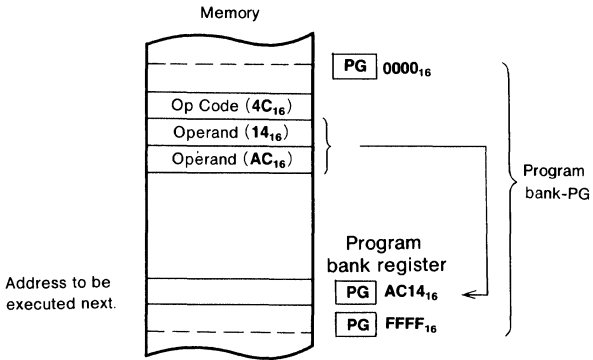 Memory
PG 0000₁₆
Op Code (4C₁₆)
Operand (14₁₆)
Operand (AC₁₆)
Program
bank-PG
Program
bank register
Address to be
executed next.
PG AC14₁₆
PG FFFF₁₆